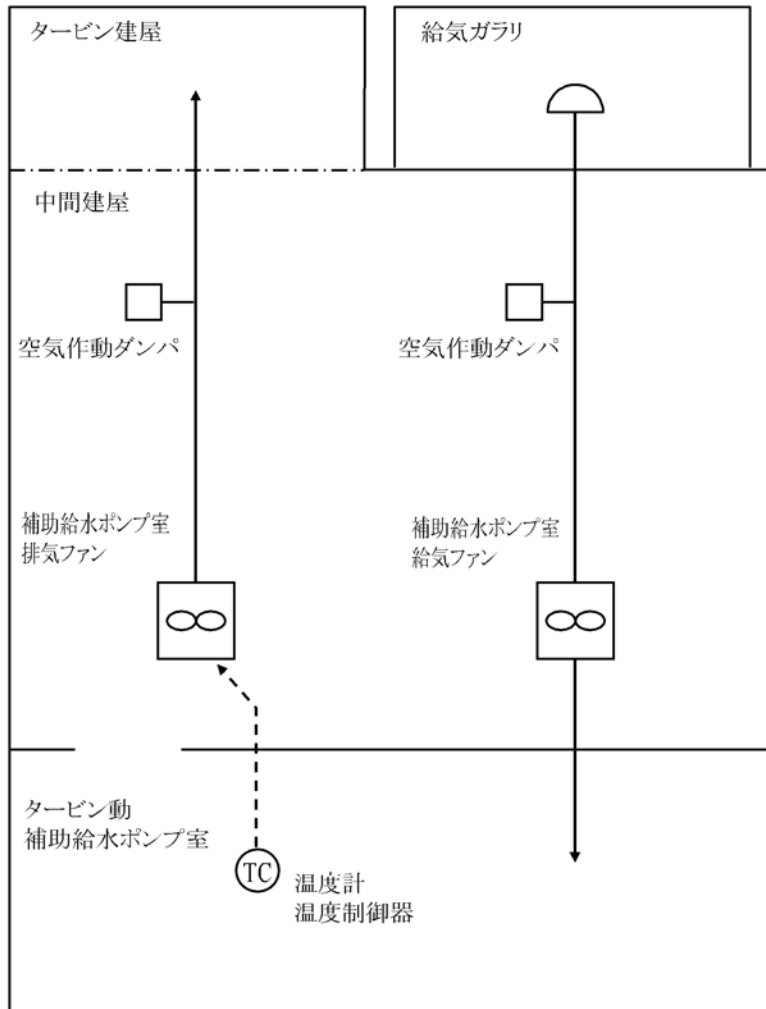 タービン建屋
給気ガラリ
中間建屋
空気作動ダンパ
空気作動ダンパ
補助給水ポンプ室
排気ファン
補助給水ポンプ室
給気ファン
タービン動
補助給水ポンプ室
TC
温度計
温度制御器